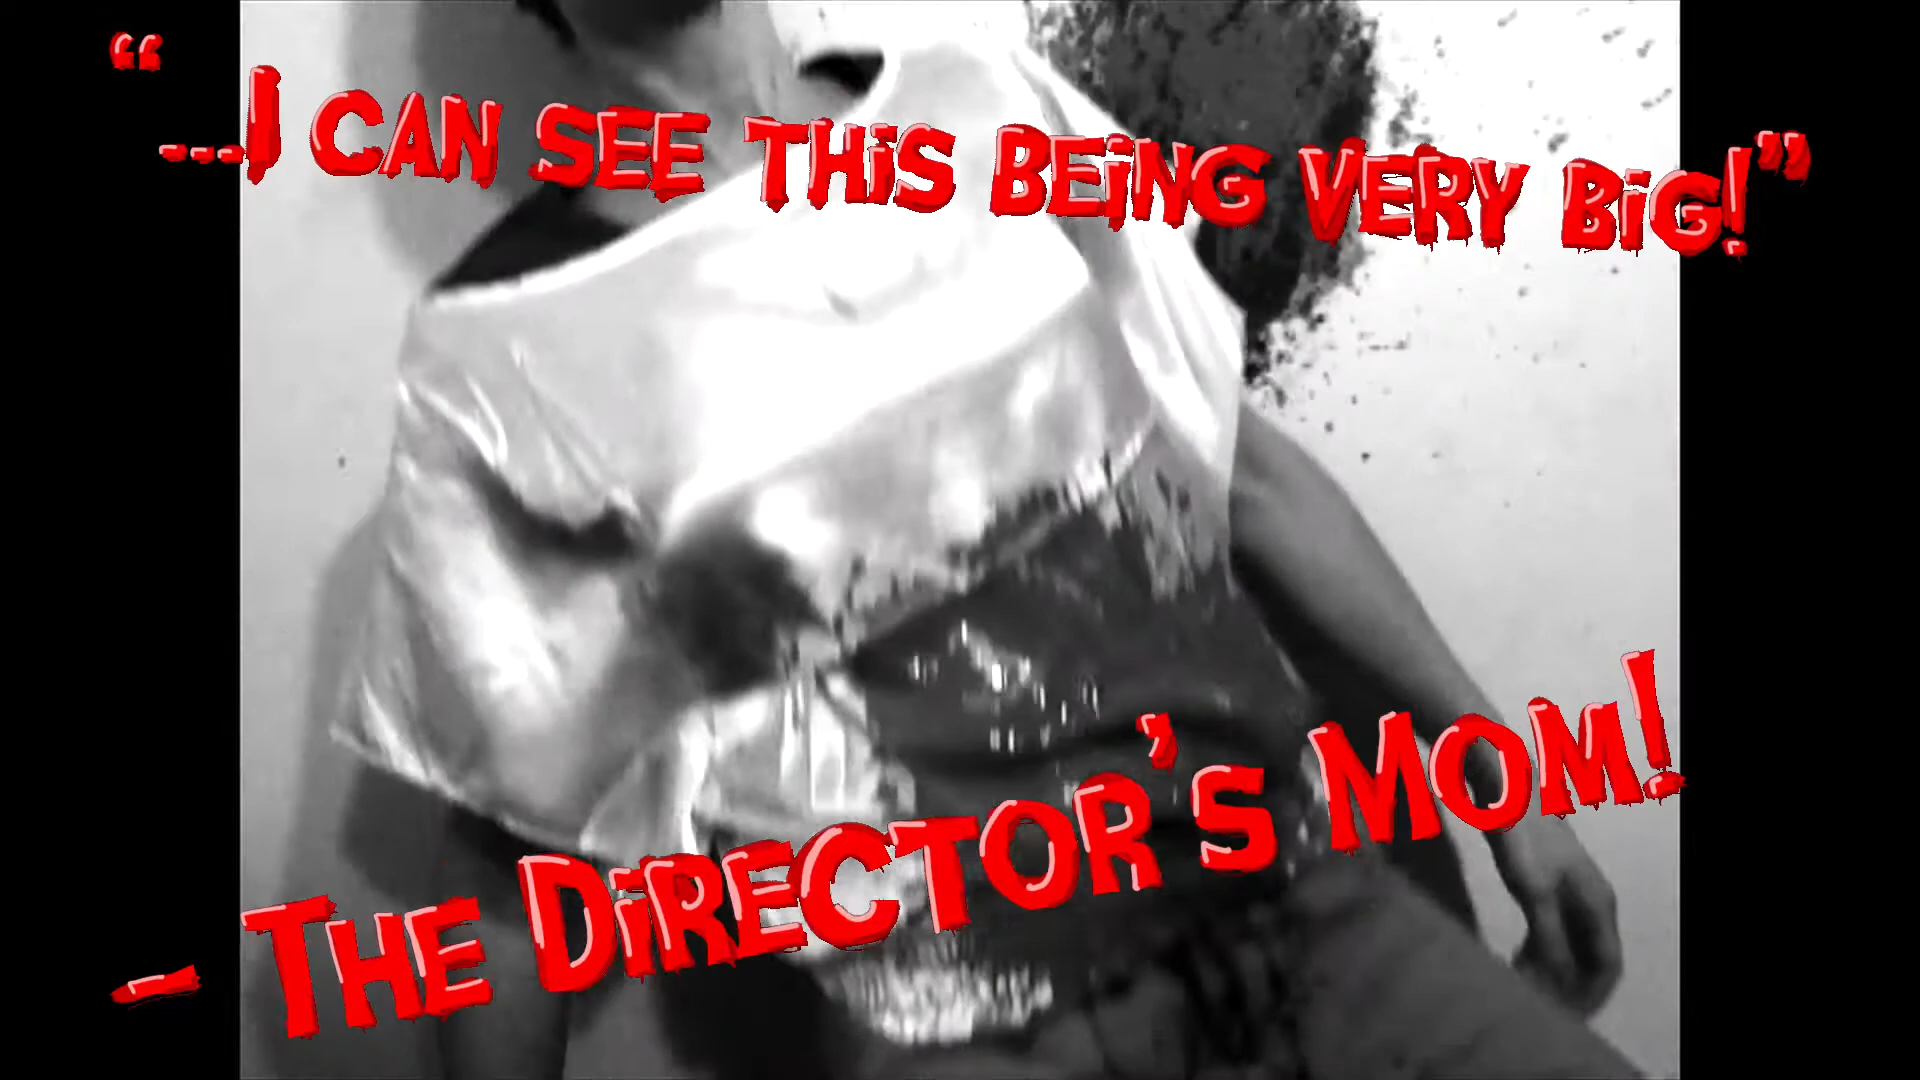 “...I can see this being very big!”
- The Director’s Mom!